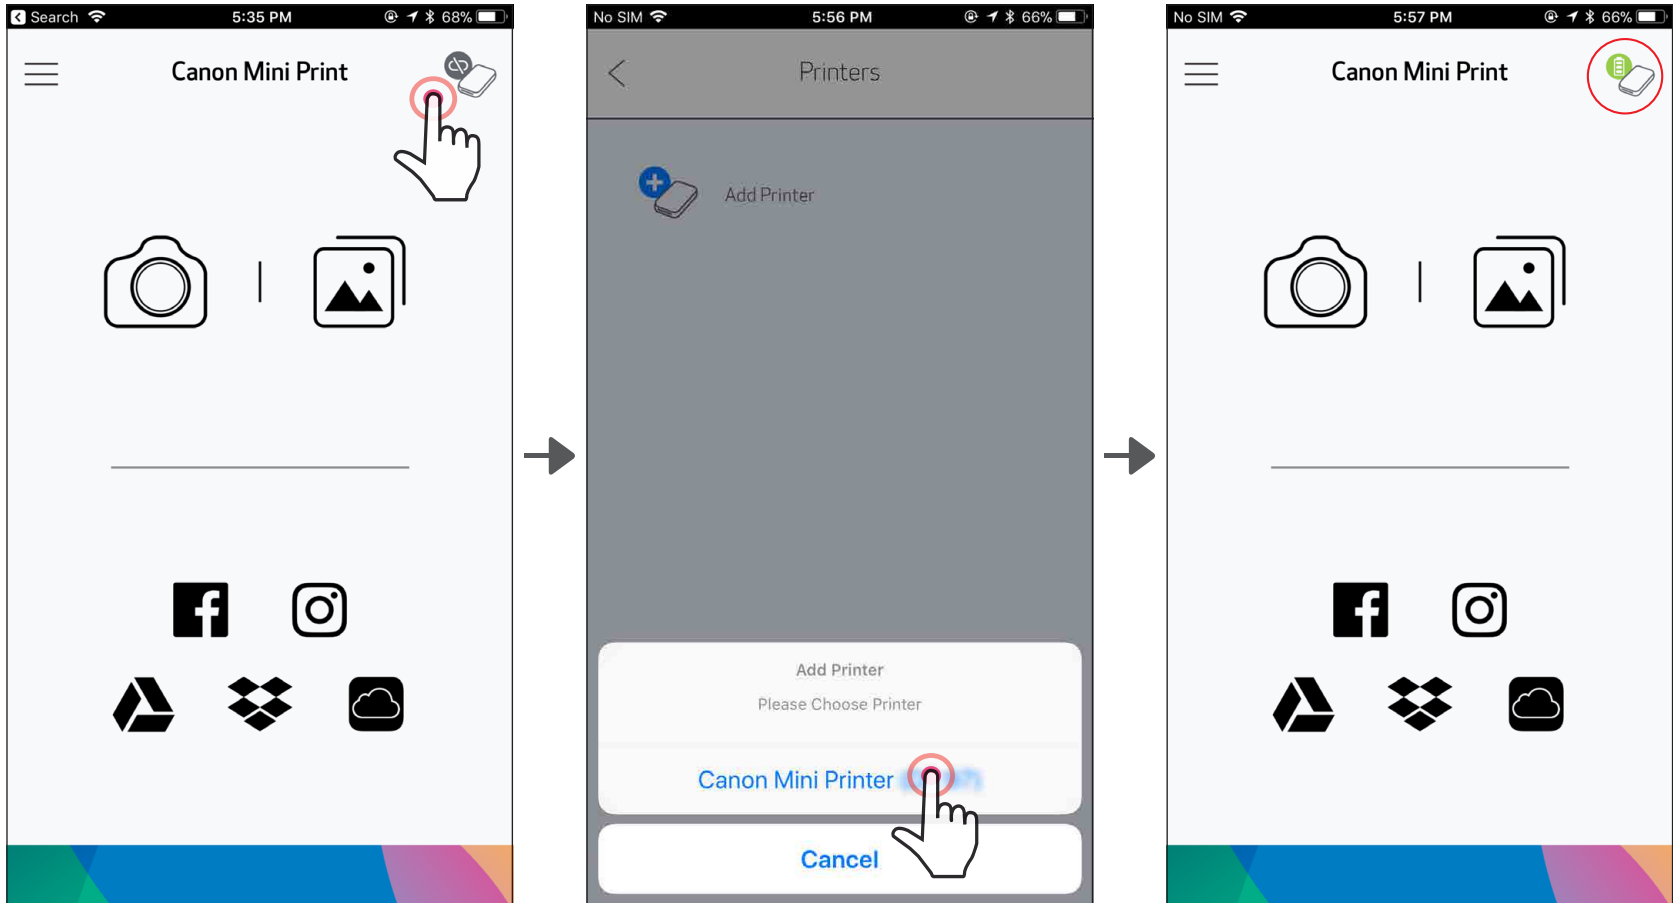 Search 5:35 PM 68%
Canon Mini Print
No SIM 5:56 PM 66%
Printers
Add Printer
Add Printer
Please Choose Printer
Canon Mini Printer
Cancel
No SIM 5:57 PM 66%
Canon Mini Print